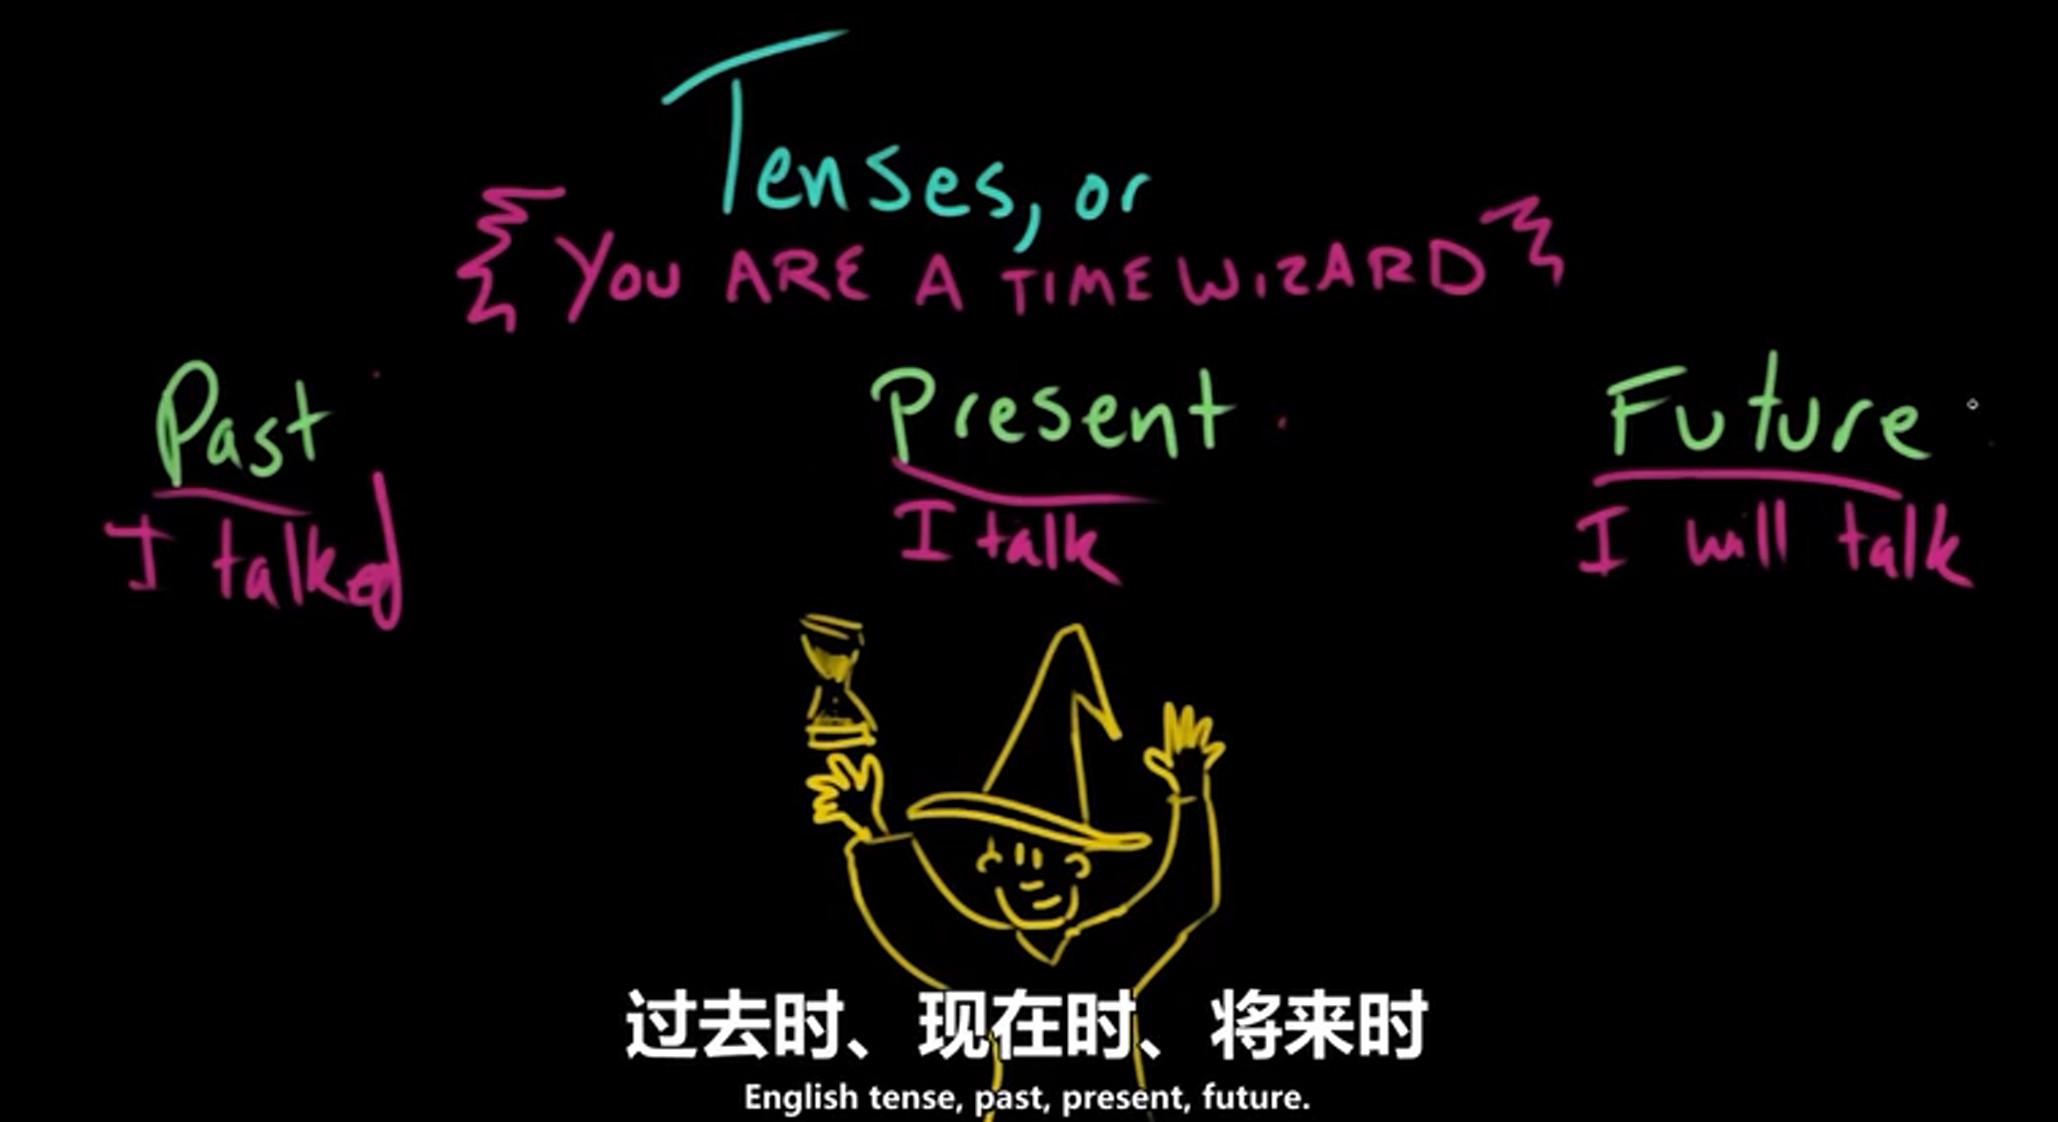 Tenses, or
YOU ARE A TIME WIZARD
Past
Present
Future
I talked
I talk
I will talk
过去时、现在时、将来时
English tense, past, present, future.